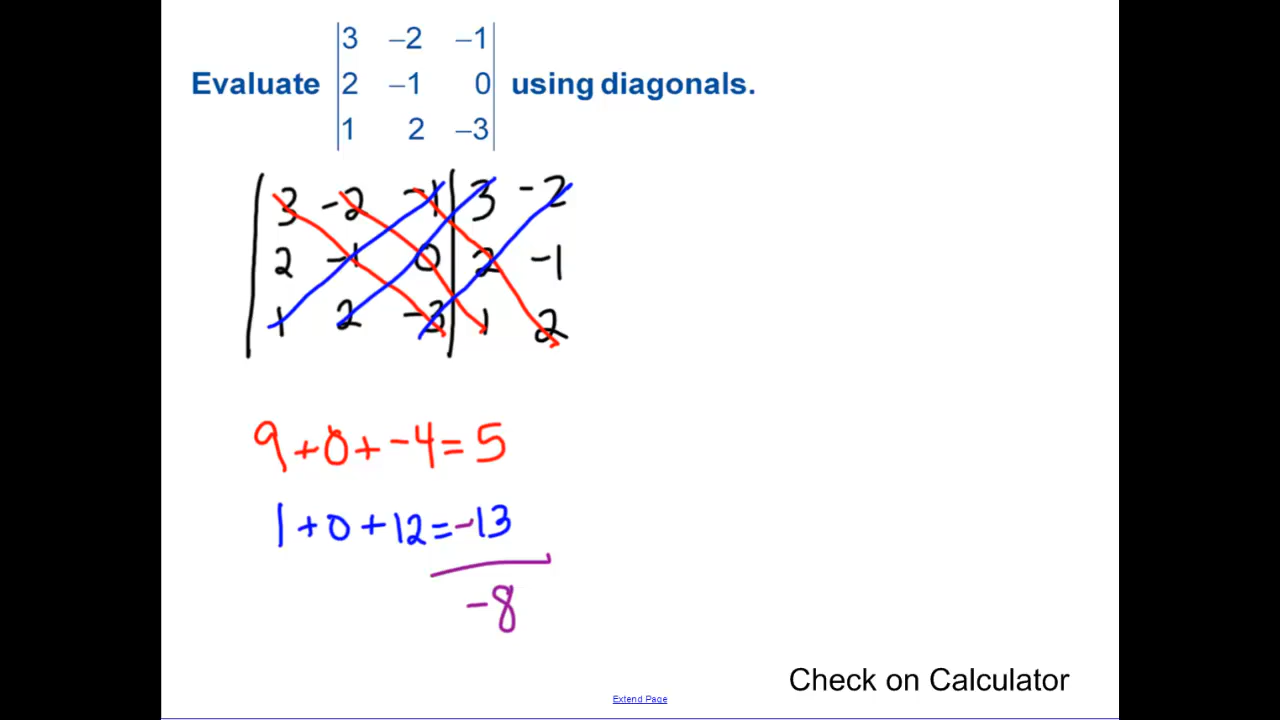 3 –2 –1
Evaluate 2 –1 0 using diagonals.
1 2 –3
3 -2 -1 3 -2
2 -1 0 2 -1
1 2 -3 1 2
9+0+-4=5
1+0+12=-13
-8
Check on Calculator
Extend Page